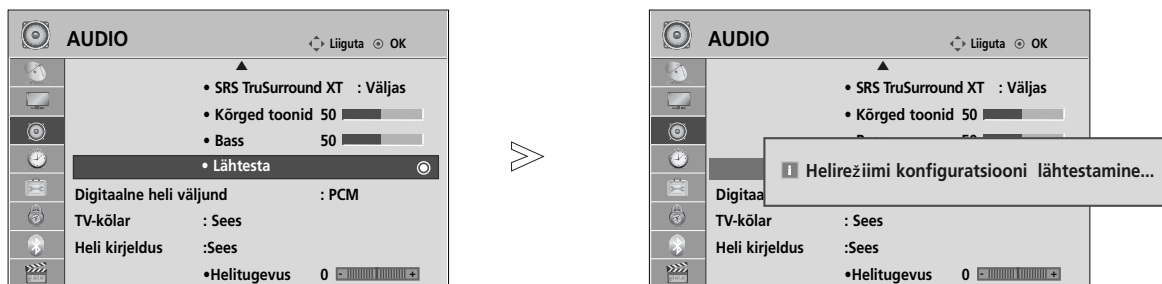 AUDIO
Liiguta OK
• SRS TruSurround XT : Väljas
• Kõrged toonid 50
• Bass 50
• Lähtesta
Digitaalne heli väljund : PCM
TV-kõlar : Sees
Heli kirjeldus :Sees
•Helitugevus 0 - +
>
AUDIO
Liiguta OK
• SRS TruSurround XT : Väljas
• Kõrged toonid 50
i Helirežiimi konfiguratsiooni lähtestamine...
Digitaa
TV-kõlar : Sees
Heli kirjeldus :Sees
•Helitugevus 0 - +